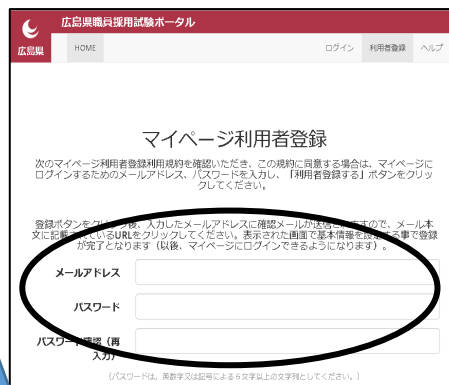 広島県職員採用試験ポータル
広島県
HOME
ログイン
利用者登録
ヘルプ
マイページ利用者登録
次のマイページ利用者登録利用規約を確認いただき、この規約に同意する場合は、マイページに
ログインするためのメールアドレス、パスワードを入力し、「利用者登録する」ボタンをクリッ
クしてください。
登録ボタンをクリック後、入力したメールアドレスに確認メールが送信されますので、メール本
文に記載されているURLをクリックしてください。表示された画面で基本情報を設定する事で登録
が完了となります（以後、マイページにログインできるようになります）。
メールアドレス
パスワード
パスワード確認（再
入力）
（パスワードは、英数字又は記号による６文字以上の文字列としてください。）